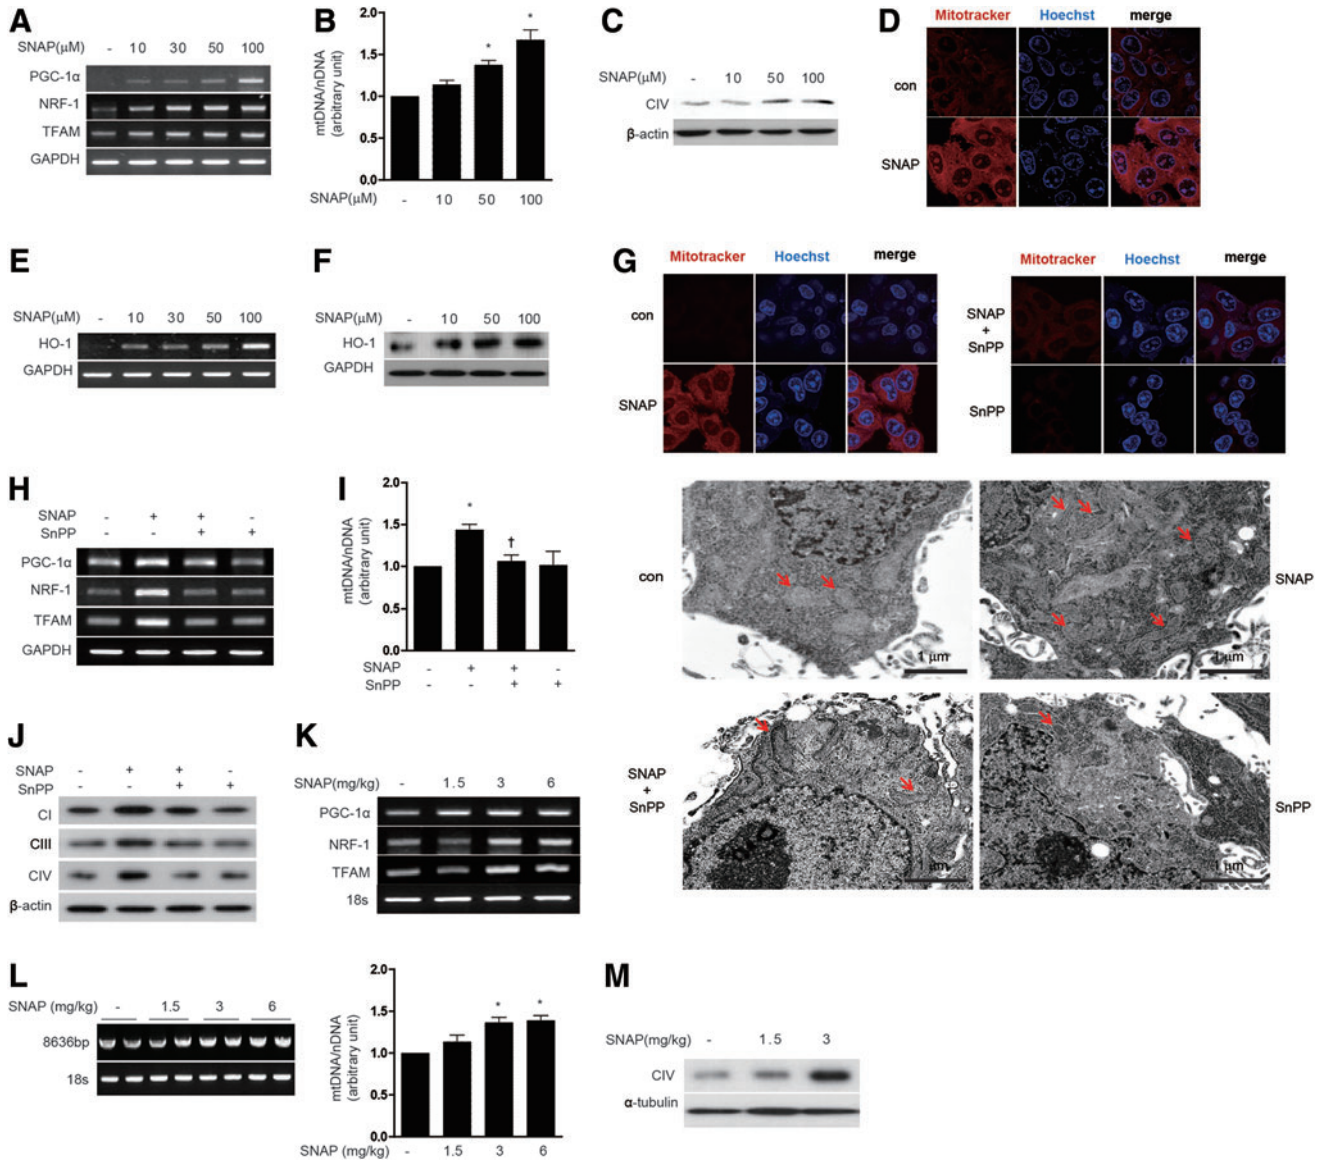 A
SNAP(μM) - 10 30 50 100
PGC-1α
NRF-1
TFAM
GAPDH
B
mtDNA/nDNA
(arbitrary unit)
2.0
1.5
1.0
0.5
0.0
*
*
SNAP(μM) - 10 50 100
C
SNAP(μM) - 10 50 100
CIV
β-actin
D
Mitotracker Hoechst merge
con
SNAP
E
SNAP(μM) - 10 30 50 100
HO-1
GAPDH
F
SNAP(μM) - 10 50 100
HO-1
GAPDH
G
Mitotracker Hoechst merge
con
SNAP
Mitotracker Hoechst merge
SNAP
+
SnPP
SnPP
con
1 μm
SNAP
1 μm
SNAP
+
SnPP
μm
SnPP
1 μm
H
SNAP - + + -
SnPP - - + +
PGC-1α
NRF-1
TFAM
GAPDH
I
mtDNA/nDNA
(arbitrary unit)
2.0
1.5
1.0
0.5
0.0
*
†
SNAP - + + -
SnPP - - + +
J
SNAP - + + -
SnPP - - + +
CI
CIII
CIV
β-actin
K
SNAP(mg/kg) - 1.5 3 6
PGC-1α
NRF-1
TFAM
18s
L
SNAP (mg/kg) - 1.5 3 6
8636bp
18s
mtDNA/nDNA
(arbitrary unit)
2.0
1.5
1.0
0.5
0.0
*
*
SNAP (mg/kg) - 1.5 3 6
M
SNAP(mg/kg) - 1.5 3
CIV
α-tubulin